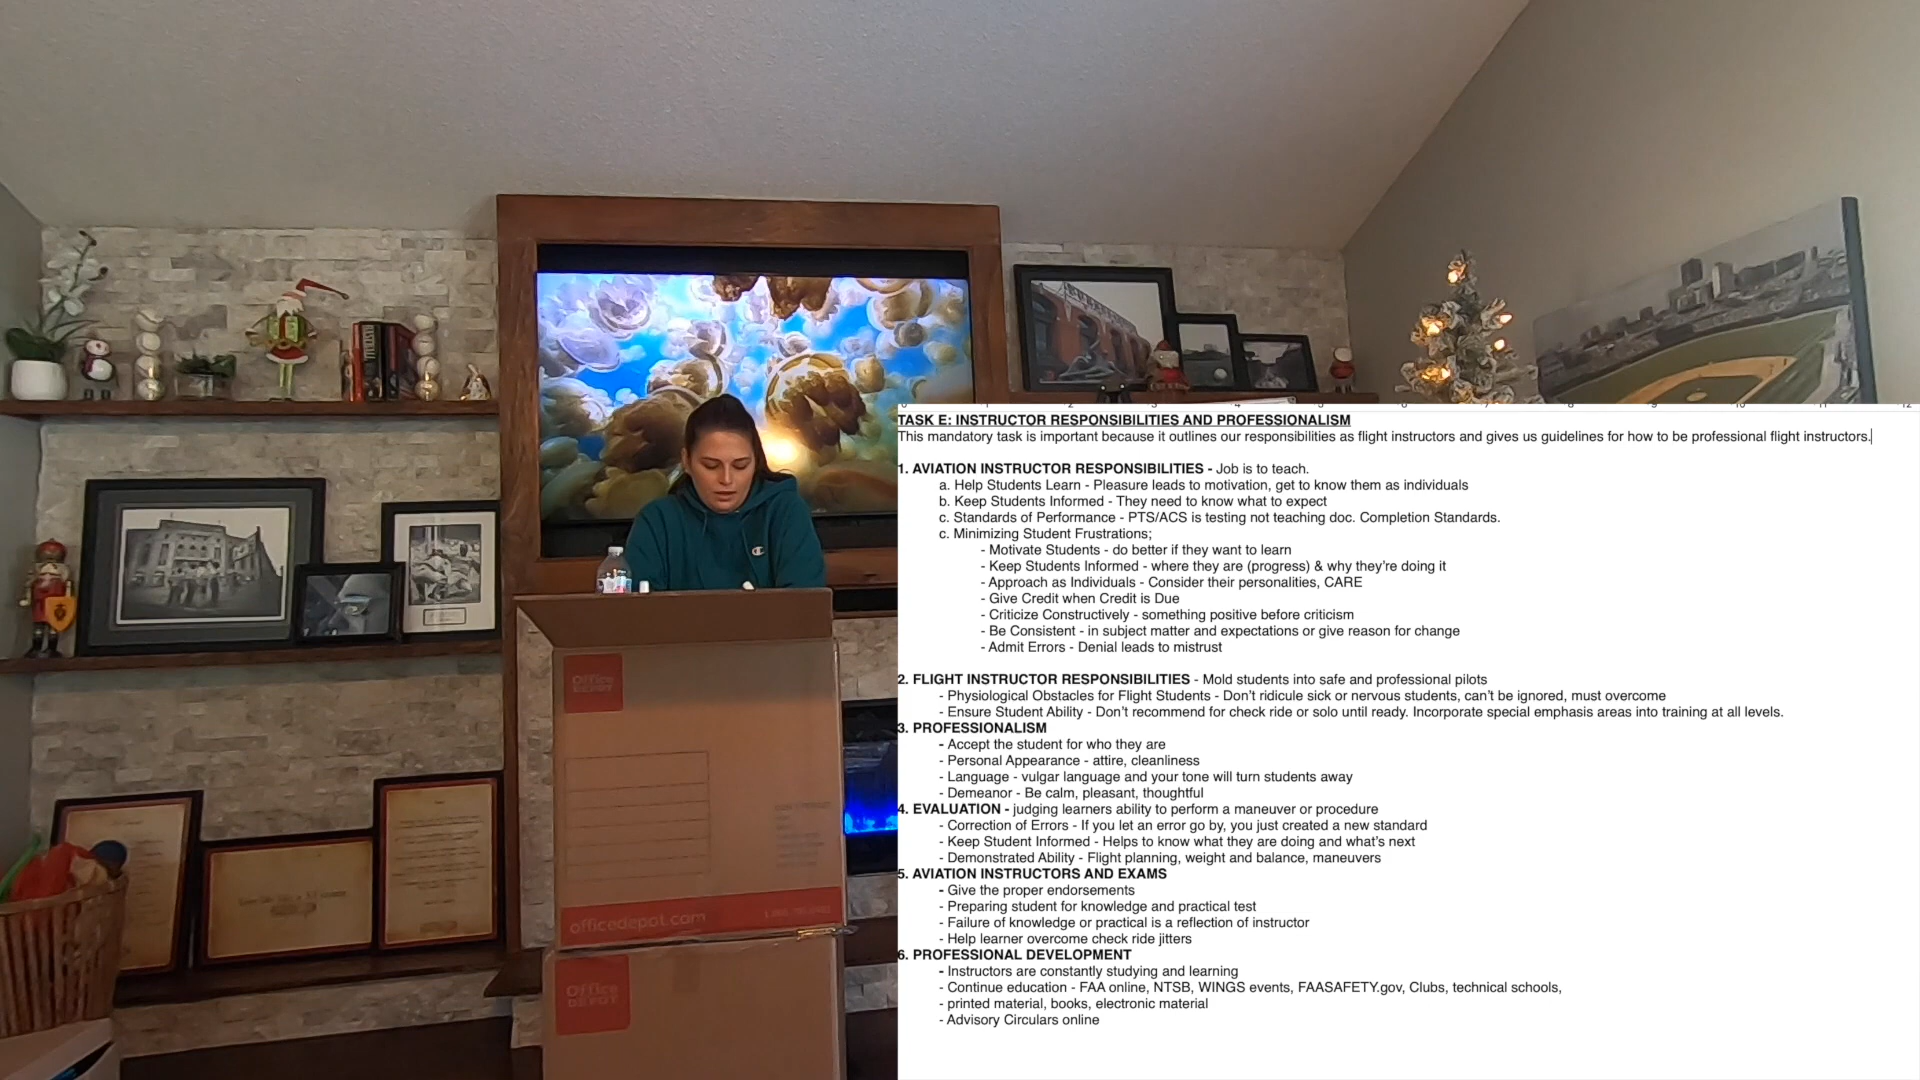 TASK E: INSTRUCTOR RESPONSIBILITIES AND PROFESSIONALISM
This mandatory task is important because it outlines our responsibilities as flight instructors and gives us guidelines for how to be professional flight instructors.
1. AVIATION INSTRUCTOR RESPONSIBILITIES - Job is to teach.
a. Help Students Learn - Pleasure leads to motivation, get to know them as individuals
b. Keep Students Informed - They need to know what to expect
c. Standards of Performance - PTS/ACS is testing not teaching doc. Completion Standards.
c. Minimizing Student Frustrations;
- Motivate Students - do better if they want to learn
- Keep Students Informed - where they are (progress) & why they're doing it
- Approach as Individuals - Consider their personalities, CARE
- Give Credit when Credit is Due
- Criticize Constructively - something positive before criticism
- Be Consistent - in subject matter and expectations or give reason for change
- Admit Errors - Denial leads to mistrust
2. FLIGHT INSTRUCTOR RESPONSIBILITIES - Mold students into safe and professional pilots
- Physiological Obstacles for Flight Students - Don't ridicule sick or nervous students, can't be ignored, must overcome
- Ensure Student Ability - Don't recommend for check ride or solo until ready. Incorporate special emphasis areas into training at all levels.
3. PROFESSIONALISM
- Accept the student for who they are
- Personal Appearance - attire, cleanliness
- Language - vulgar language and your tone will turn students away
- Demeanor - Be calm, pleasant, thoughtful
4. EVALUATION - judging learners ability to perform a maneuver or procedure
- Correction of Errors - If you let an error go by, you just created a new standard
- Keep Student Informed - Helps to know what they are doing and what's next
- Demonstrated Ability - Flight planning, weight and balance, maneuvers
5. AVIATION INSTRUCTORS AND EXAMS
- Give the proper endorsements
- Preparing student for knowledge and practical test
- Failure of knowledge or practical is a reflection of instructor
- Help learner overcome check ride jitters
6. PROFESSIONAL DEVELOPMENT
- Instructors are constantly studying and learning
- Continue education - FAA online, NTSB, WINGS events, FAASAFETY.gov, Clubs, technical schools,
- printed material, books, electronic material
- Advisory Circulars online
Office
DEPOT
officedepot.com
Office
DEPOT